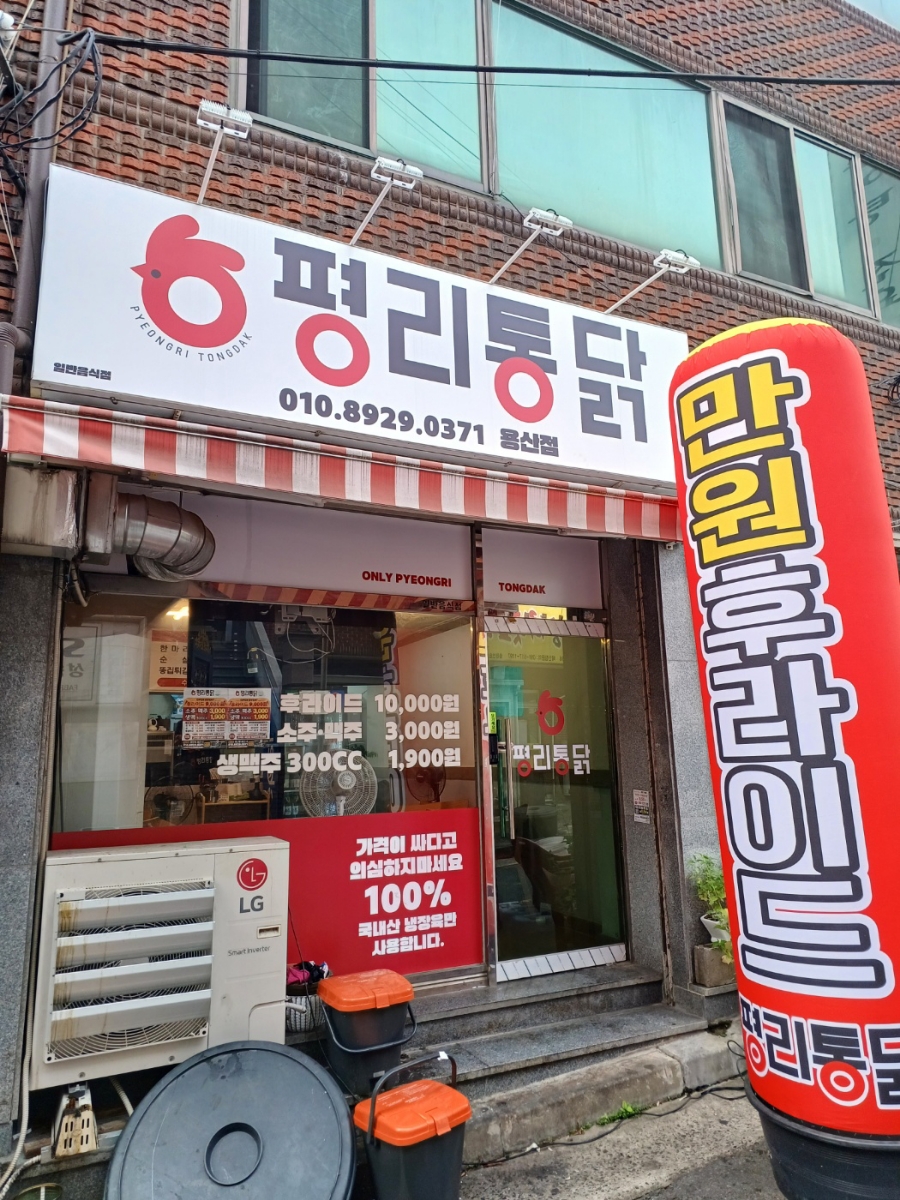 평리통닭
PYEONGRI TONGDAK
일반음식점
010.8929.0371 용신점
만원
후라이드
평리통닭
ONLY PYEONGRI
TONGDAK
후라이드 10,000원
소주·맥주 3,000원
생맥주 300CC 1,900원
평리통닭
가격이 싸다고
의심하지마세요
100%
국내산 냉장육만
사용합니다.
LG
Smart Inverter